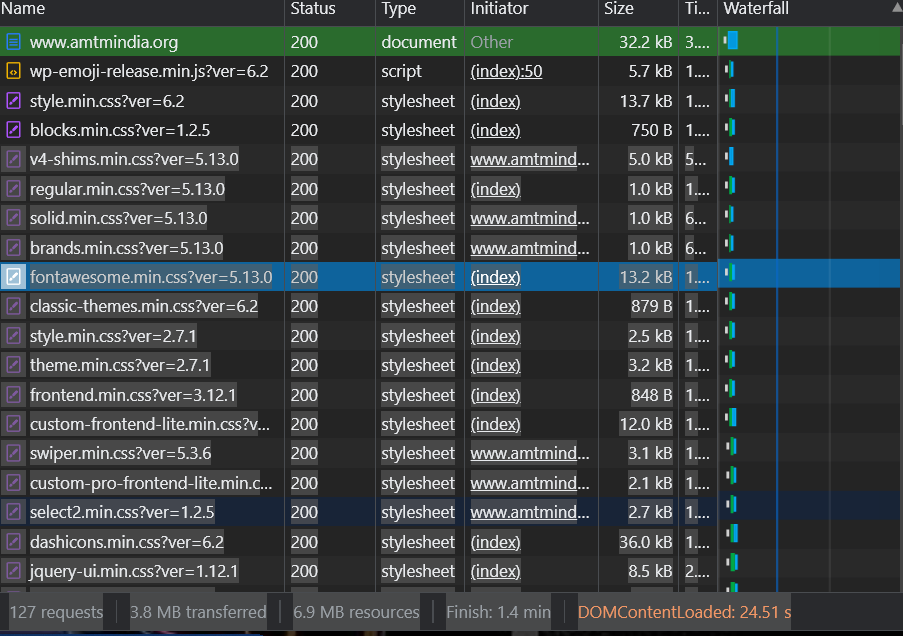 Name Status Type Initiator Size Ti... Waterfall
www.amtmindia.org 200 document Other 32.2 kB 3....
wp-emoji-release.min.js?ver=6.2 200 script (index):50 5.7 kB 1....
style.min.css?ver=6.2 200 stylesheet (index) 13.7 kB 1....
blocks.min.css?ver=1.2.5 200 stylesheet (index) 750 B 1....
v4-shims.min.css?ver=5.13.0 200 stylesheet www.amtmind... 5.0 kB 5...
regular.min.css?ver=5.13.0 200 stylesheet (index) 1.0 kB 1....
solid.min.css?ver=5.13.0 200 stylesheet www.amtmind... 1.0 kB 6...
brands.min.css?ver=5.13.0 200 stylesheet www.amtmind... 1.0 kB 6...
fontawesome.min.css?ver=5.13.0 200 stylesheet (index) 13.2 kB 1....
classic-themes.min.css?ver=6.2 200 stylesheet (index) 879 B 1....
style.min.css?ver=2.7.1 200 stylesheet (index) 2.5 kB 1....
theme.min.css?ver=2.7.1 200 stylesheet (index) 3.2 kB 1....
frontend.min.css?ver=3.12.1 200 stylesheet (index) 848 B 1....
custom-frontend-lite.min.css?v... 200 stylesheet (index) 12.0 kB 1....
swiper.min.css?ver=5.3.6 200 stylesheet www.amtmind... 3.1 kB 1....
custom-pro-frontend-lite.min.c... 200 stylesheet www.amtmind... 2.1 kB 1....
select2.min.css?ver=1.2.5 200 stylesheet www.amtmind... 2.7 kB 1....
dashicons.min.css?ver=6.2 200 stylesheet (index) 36.0 kB 1....
jquery-ui.min.css?ver=1.12.1 200 stylesheet (index) 8.5 kB 2....
127 requests 3.8 MB transferred 6.9 MB resources Finish: 1.4 min DOMContentLoaded: 24.51 s